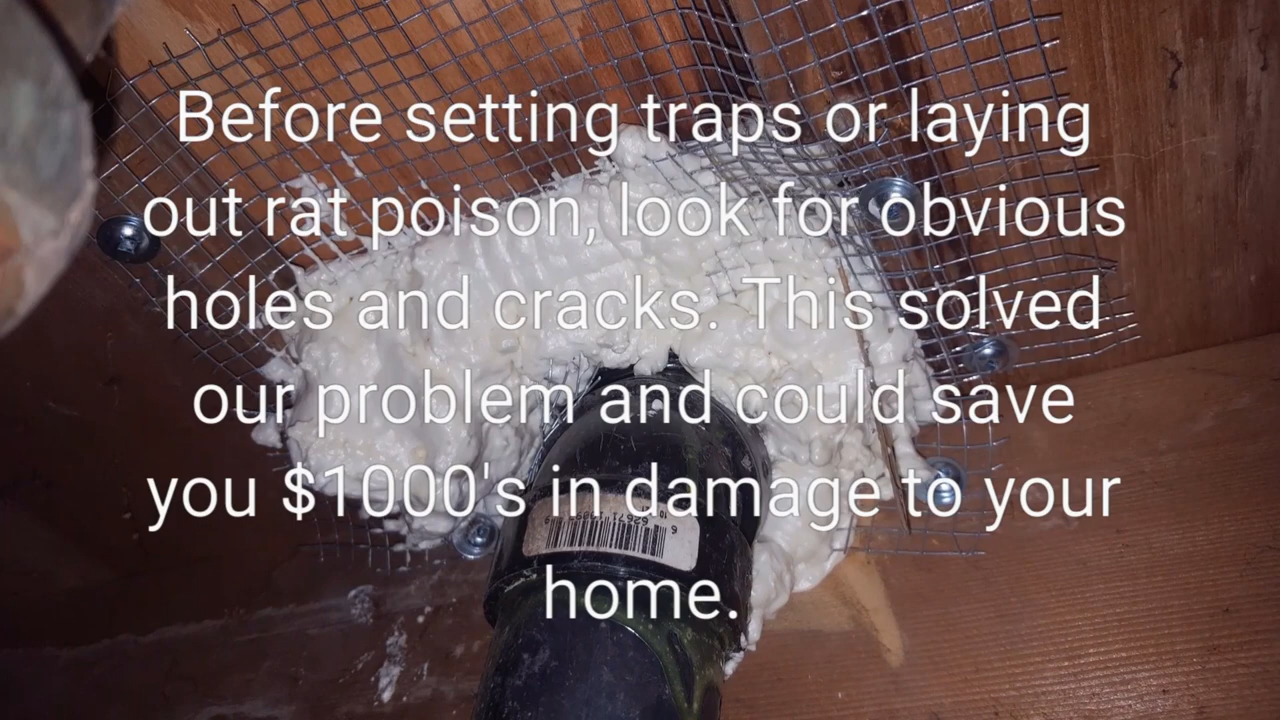 Before setting traps or laying
out rat poison, look for obvious
holes and cracks. This solved
our problem and could save
you $1000's in damage to your
home.